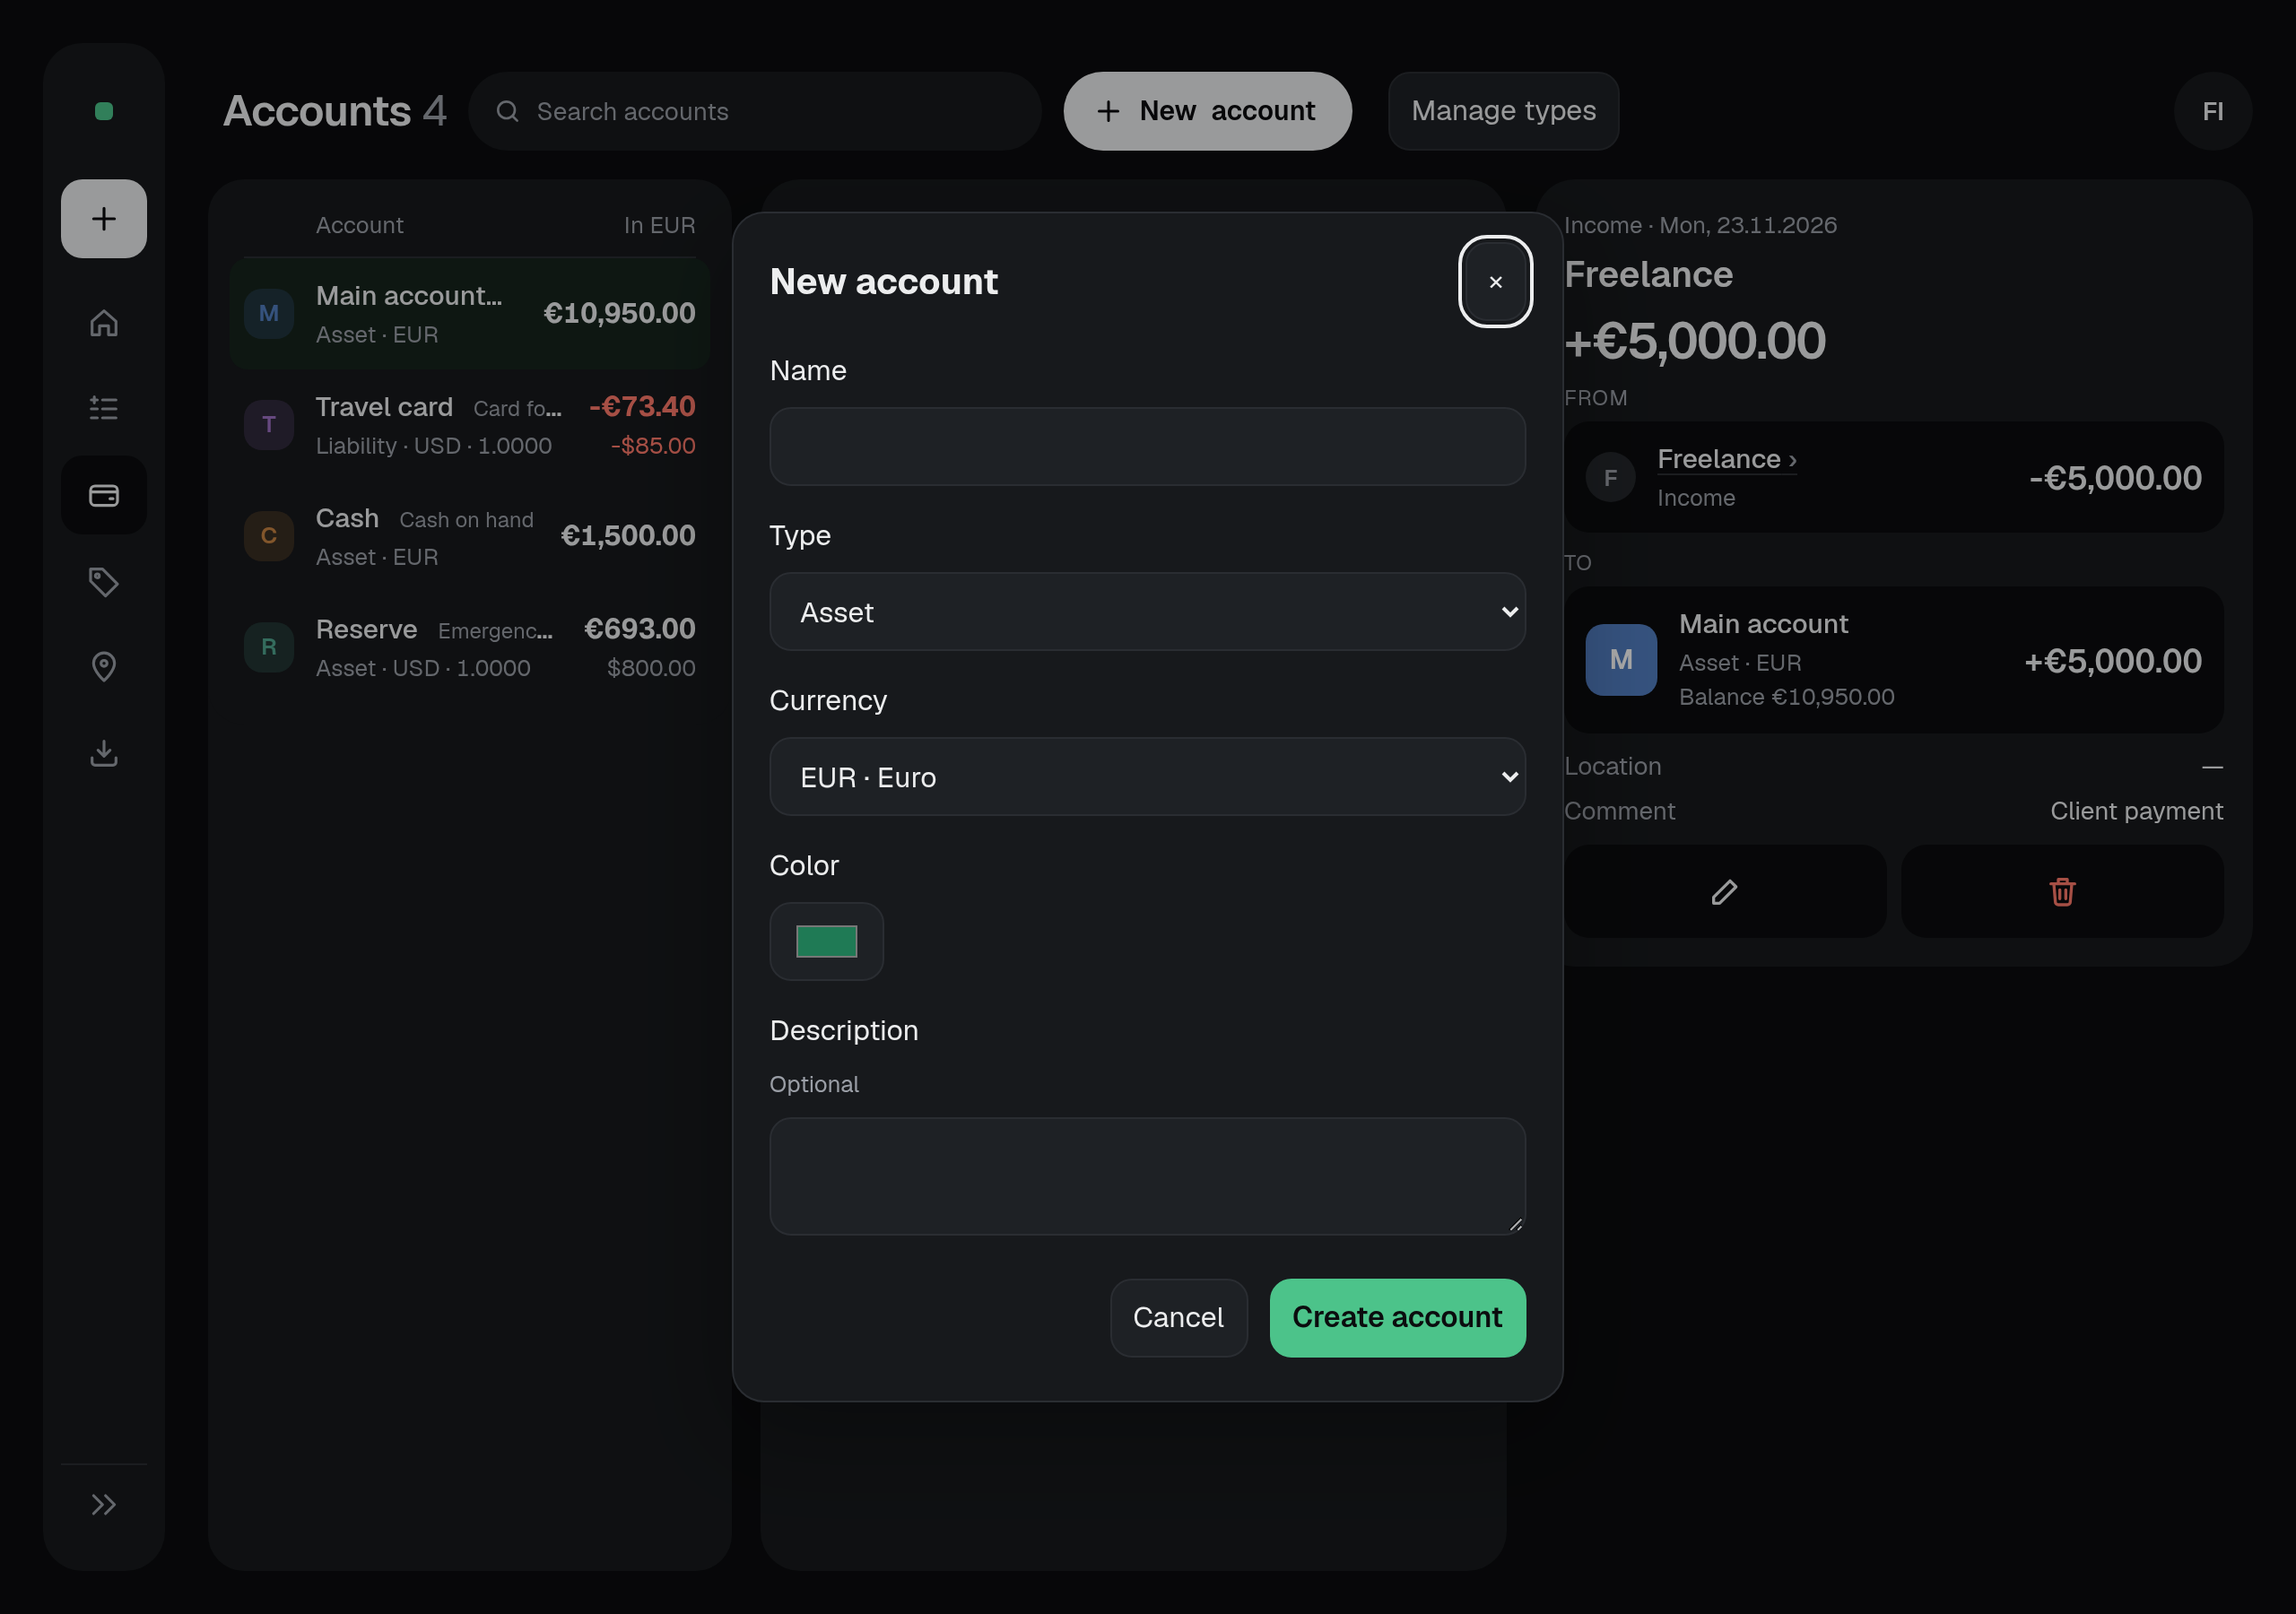 Accounts 4
Search accounts
New account
Manage types
FI
Account In EUR
M Main account... €10,950.00
Asset · EUR
T Travel card Card fo... -€73.40
Liability · USD · 1.0000 -$85.00
C Cash Cash on hand €1,500.00
Asset · EUR
R Reserve Emergenc... €693.00
Asset · USD · 1.0000 $800.00
New account
×
Name
Type
Asset
Currency
EUR · Euro
Color
Description
Optional
Cancel
Create account
Income · Mon, 23.11.2026
Freelance
+€5,000.00
FROM
F Freelance › -€5,000.00
Income
TO
M Main account
Asset · EUR +€5,000.00
Balance €10,950.00
Location —
Comment Client payment